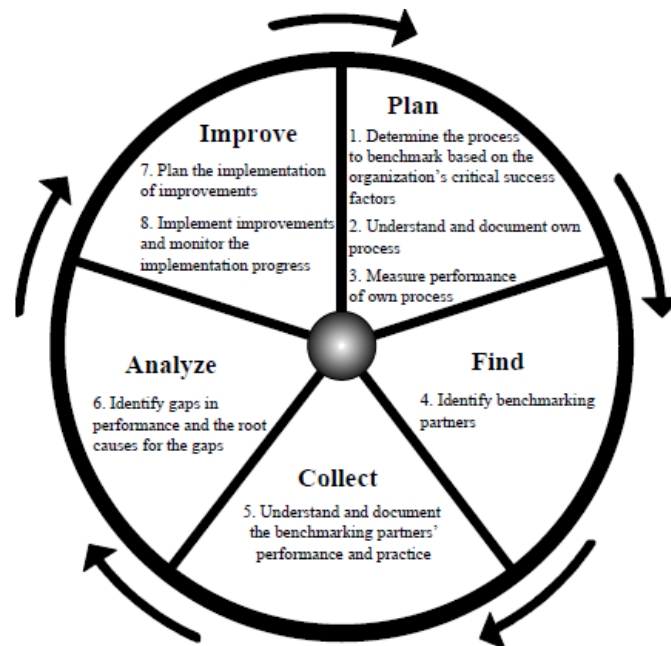 Plan
1. Determine the process
to benchmark based on the
organization’s critical success
factors
2. Understand and document own
process
3. Measure performance
of own process
Find
4. Identify benchmarking
partners
Collect
5. Understand and document
the benchmarking partners’
performance and practice
Analyze
6. Identify gaps in
performance and the root
causes for the gaps
Improve
7. Plan the implementation
of improvements
8. Implement improvements
and monitor the
implementation progress